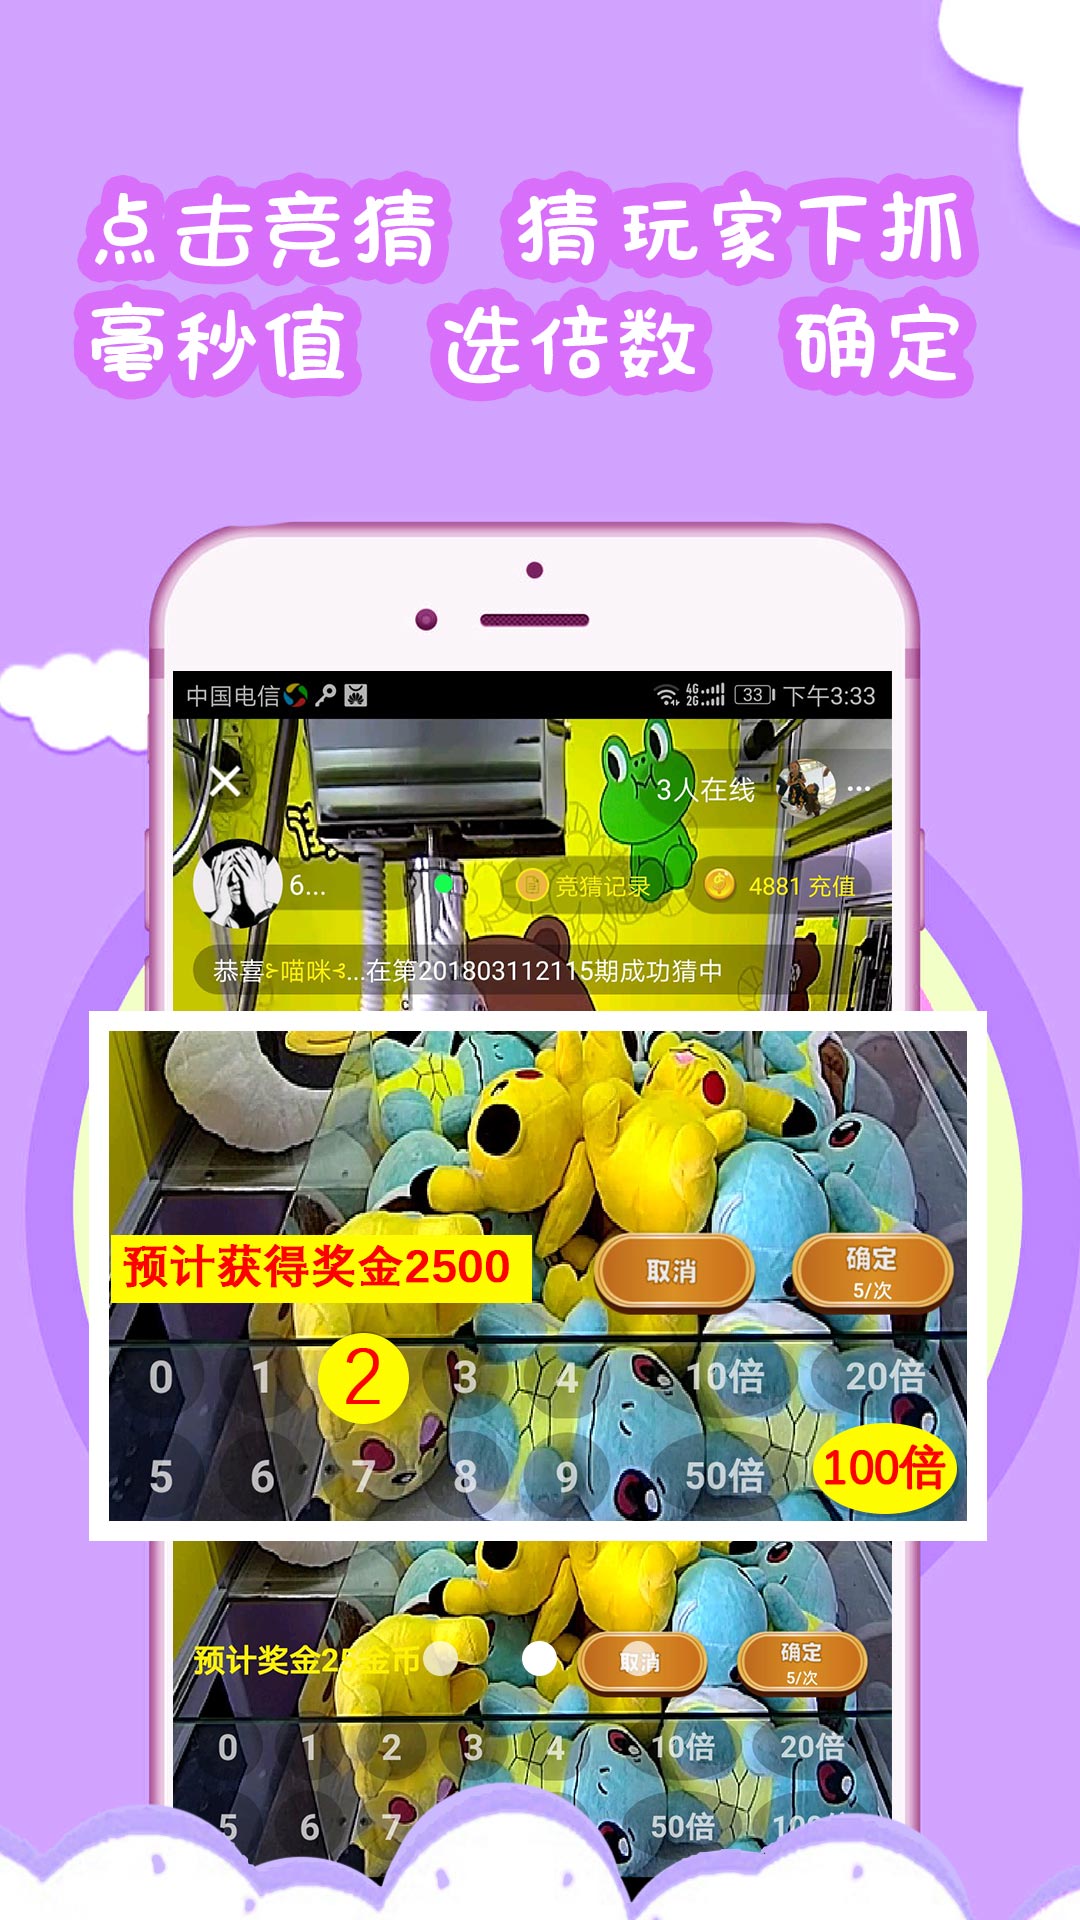 点击竞猜 猜玩家下抓
毫秒值 选倍数 确定
中国电信 4G 2G 33 下午3:33
3人在线 ...
6... 竞猜记录 4881 充值
恭喜 喵咪 ...在第201803112115期成功猜中
预计获得奖金2500 取消 确定
5/次
0 1 2 3 4 10倍 20倍
5 6 7 8 9 50倍 100倍
预计奖金25金币 取消 确定
5/次
0 1 2 3 4 10倍 20倍
5 6 7 50倍